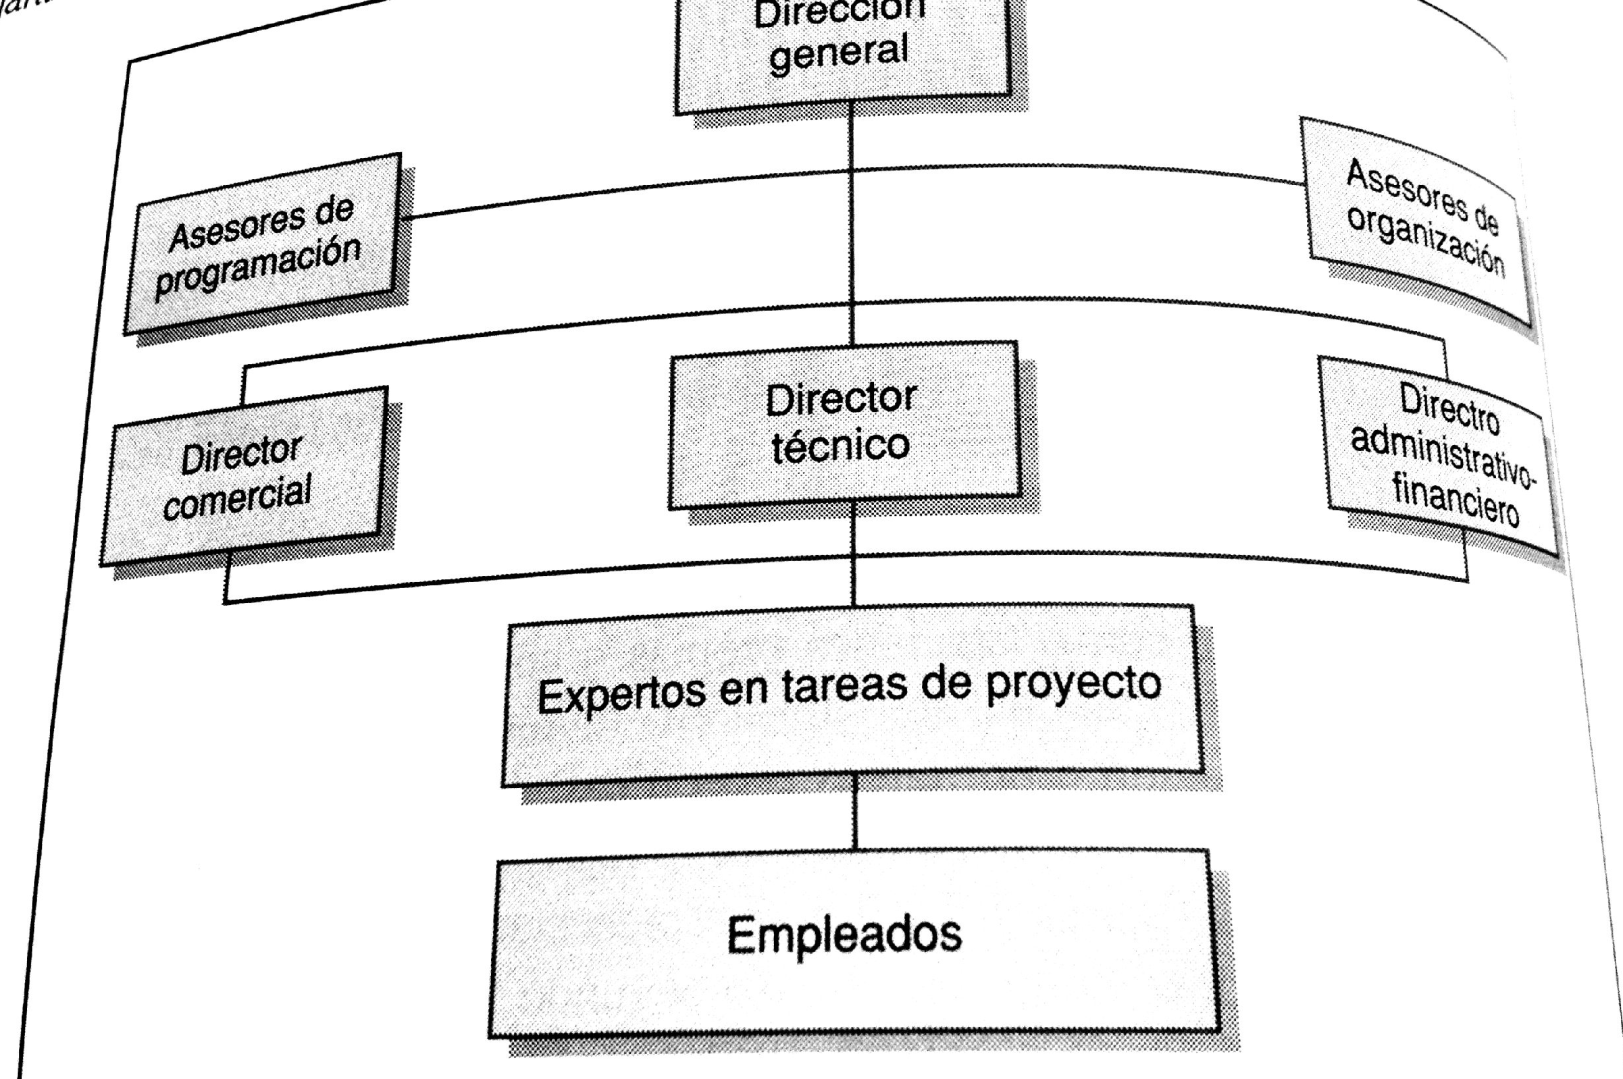 Dirección
general
Asesores de
programación
Asesores de
organización
Director
comercial
Director
técnico
Directro
administrativo-
financiero
Expertos en tareas de proyecto
Empleados